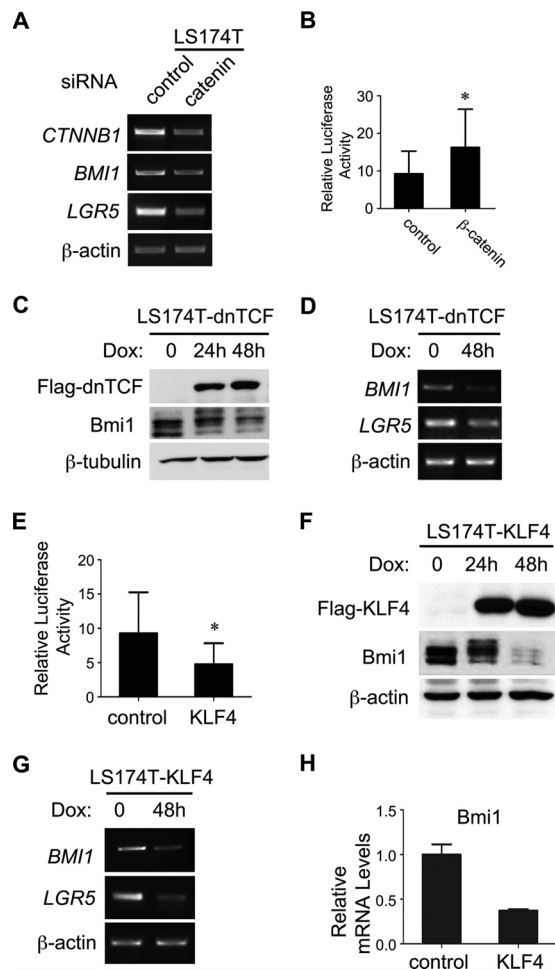 A
LS174T
siRNA
control
catenin
CTNNB1
BMI1
LGR5
β-actin
B
Relative Luciferase
Activity
30
20
10
0
*
control
β-catenin
C
LS174T-dnTCF
Dox: 0 24h 48h
Flag-dnTCF
Bmi1
β-tubulin
D
LS174T-dnTCF
Dox: 0 48h
BMI1
LGR5
β-actin
E
Relative Luciferase
Activity
20
15
10
5
0
*
control KLF4
F
LS174T-KLF4
Dox: 0 24h 48h
Flag-KLF4
Bmi1
β-actin
G
LS174T-KLF4
Dox: 0 48h
BMI1
LGR5
β-actin
H
Bmi1
Relative
mRNA Levels
1.5
1.0
0.5
0.0
control KLF4